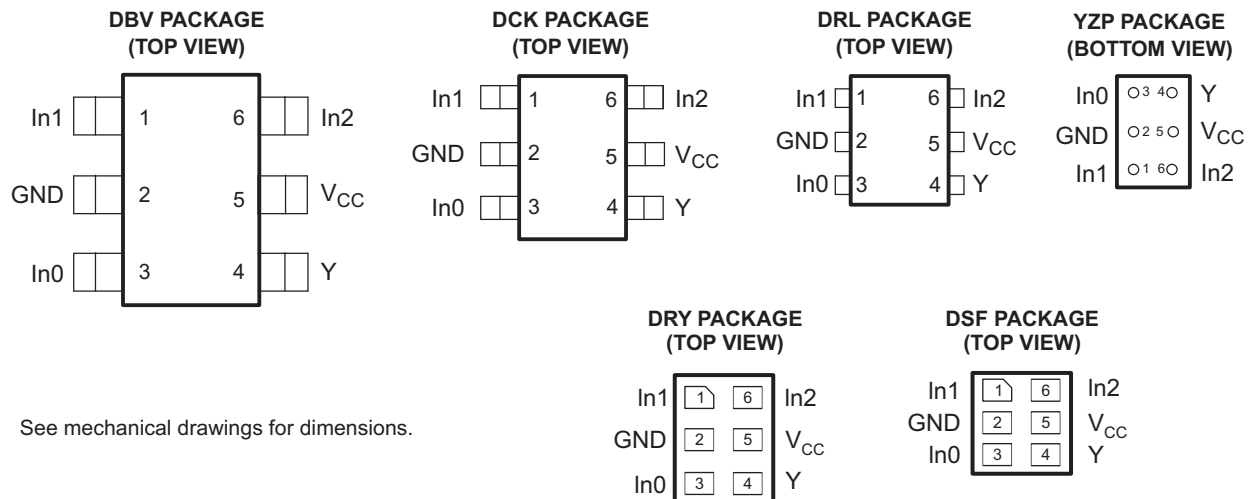 DBV PACKAGE
(TOP VIEW)
In1 1 6 In2
GND 2 5 VCC
In0 3 4 Y
DCK PACKAGE
(TOP VIEW)
In1 1 6 In2
GND 2 5 VCC
In0 3 4 Y
DRL PACKAGE
(TOP VIEW)
In1 1 6 In2
GND 2 5 VCC
In0 3 4 Y
YZP PACKAGE
(BOTTOM VIEW)
In0 3 4 Y
GND 2 5 VCC
In1 1 6 In2
See mechanical drawings for dimensions.
DRY PACKAGE
(TOP VIEW)
In1 1 6 In2
GND 2 5 VCC
In0 3 4 Y
DSF PACKAGE
(TOP VIEW)
In1 1 6 In2
GND 2 5 VCC
In0 3 4 Y